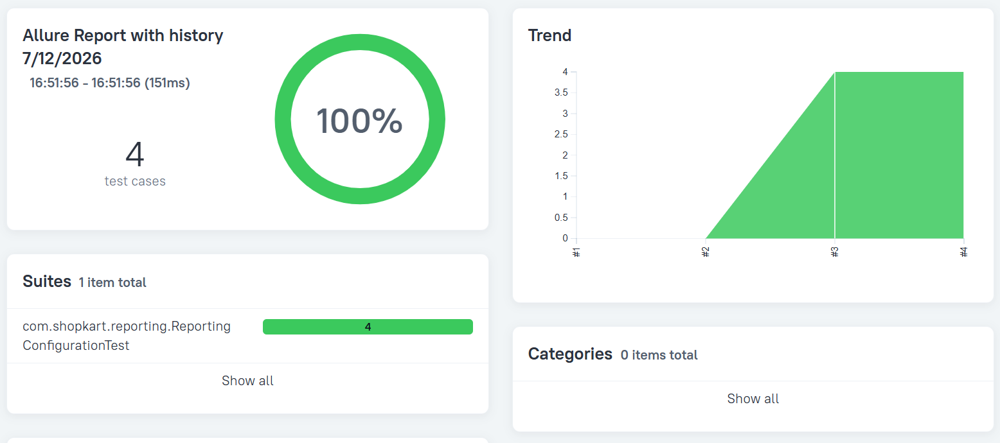 Allure Report with history
7/12/2026
16:51:56 - 16:51:56 (151ms)
4
test cases
100%
Suites 1 item total
com.shopkart.reporting.Reporting
ConfigurationTest
4
Show all
Trend
4
3.5
3
2.5
2
1.5
1
0.5
0
#1
#2
#3
#4
Categories 0 items total
Show all